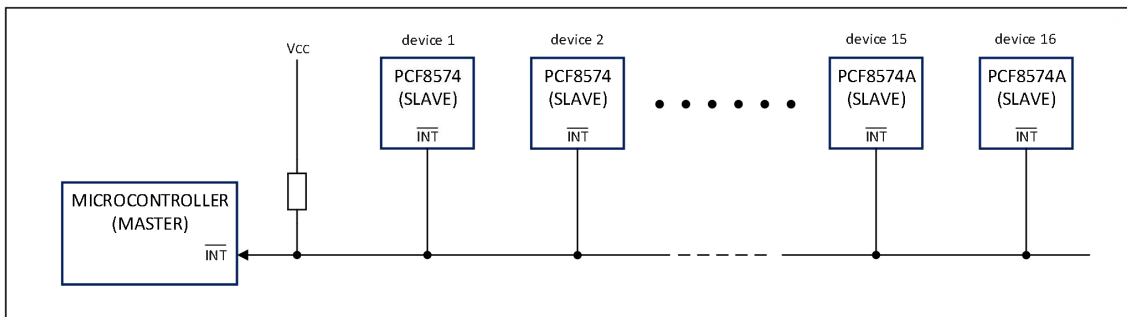 Vcc
device 1
device 2
device 15
device 16
PCF8574
(SLAVE)
INT
PCF8574
(SLAVE)
INT
PCF8574A
(SLAVE)
INT
PCF8574A
(SLAVE)
INT
MICROCONTROLLER
(MASTER)
INT